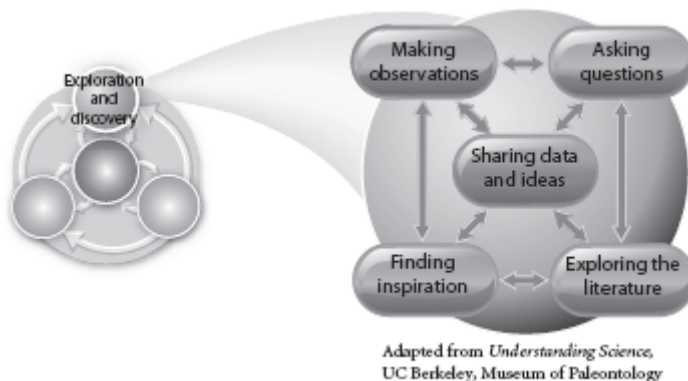 Exploration
and
discovery
Making
observations
Asking
questions
Sharing data
and ideas
Finding
inspiration
Exploring the
literature
Adapted from Understanding Science,
UC Berkeley, Museum of Paleontology